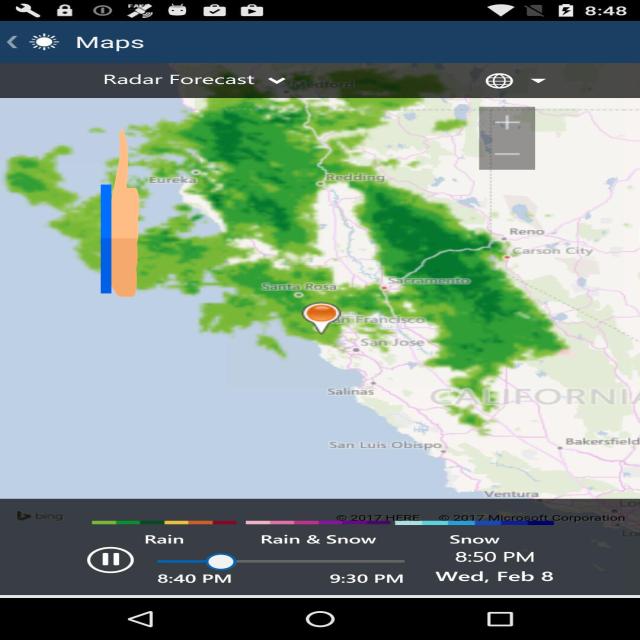 8:48
Maps
Radar Forecast
Medford
+
Eureka
Redding
Reno
Carson City
Sacramento
Santa Rosa
an Francisco
San Jose
Salinas
CALIFORNIA
San Luis Obispo
Bakersfield
Ventura
bing
© 2017 HERE © 2017 Microsoft Corporation
Rain Rain & Snow Snow
8:50 PM
8:40 PM 9:30 PM Wed, Feb 8